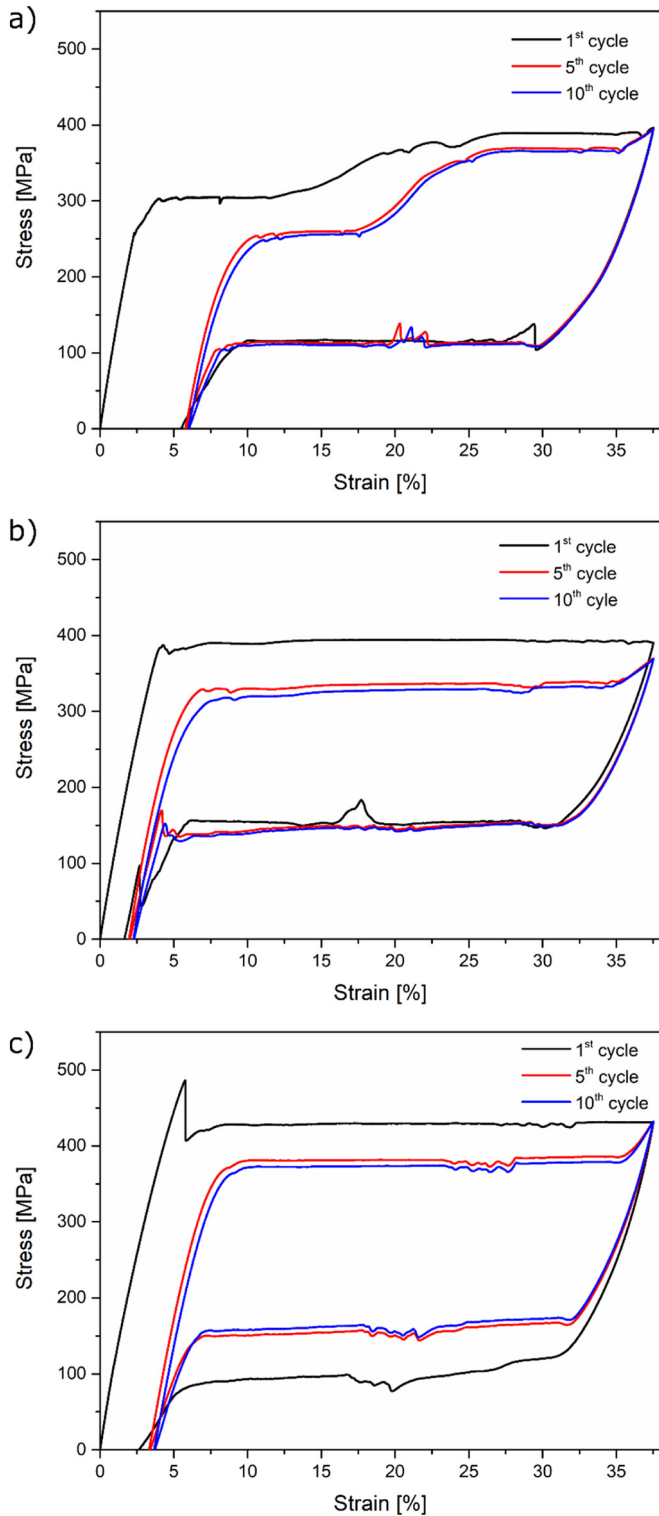 a)
500
400
300
200
100
0
Stress [MPa]
1st cycle
5th cycle
10th cycle
0 5 10 15 20 25 30 35
Strain [%]
b)
500
400
300
200
100
0
Stress [MPa]
1st cycle
5th cycle
10th cyle
0 5 10 15 20 25 30 35
Strain [%]
c)
500
400
300
200
100
0
Stress [MPa]
1st cycle
5th cycle
10th cycle
0 5 10 15 20 25 30 35
Strain [%]